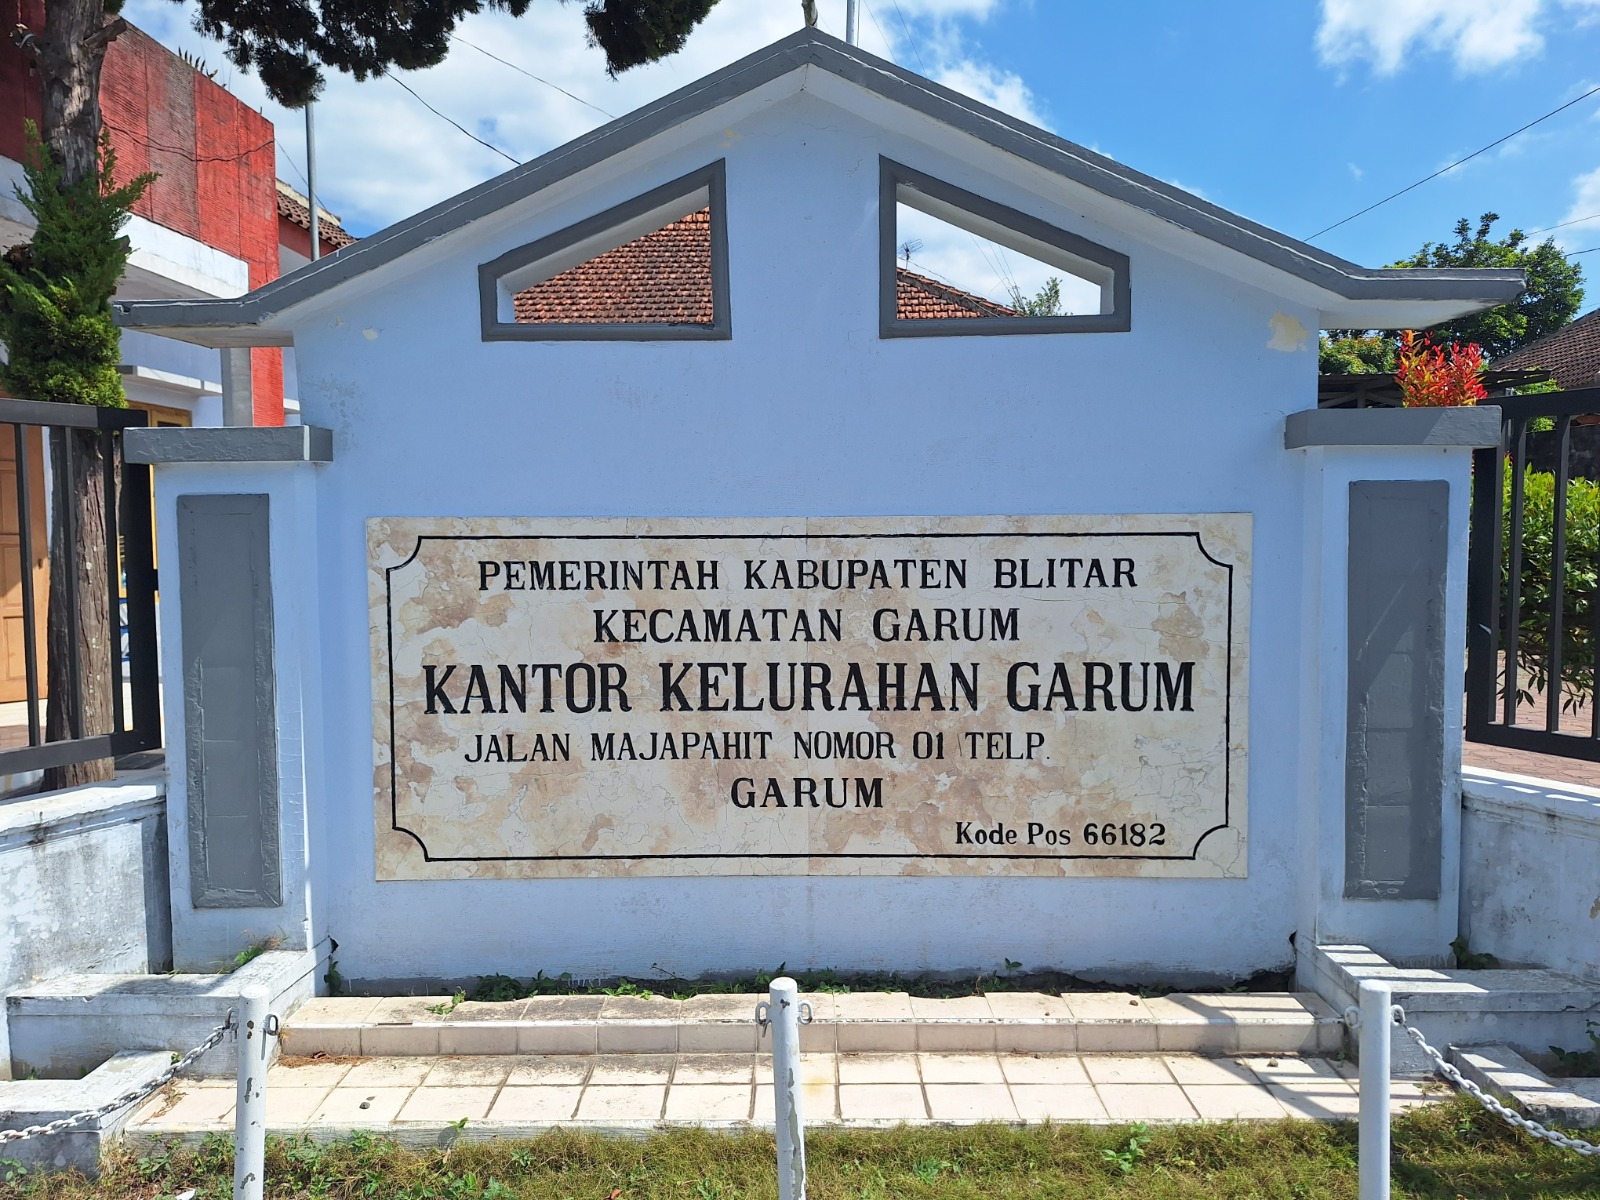 PEMERINTAH KABUPATEN BLITAR
KECAMATAN GARUM
KANTOR KELURAHAN GARUM
JALAN MAJAPAHIT NOMOR 01 TELP.
GARUM
Kode Pos 66182